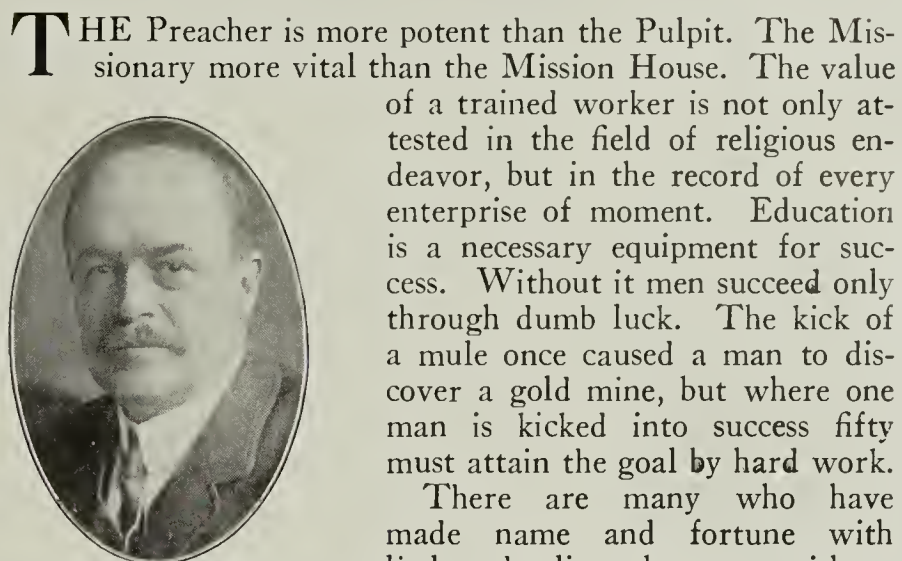 THE Preacher is more potent than the Pulpit. The Mis-
sionary more vital than the Mission House. The value
of a trained worker is not only at-
tested in the field of religious en-
deavor, but in the record of every
enterprise of moment. Education
is a necessary equipment for suc-
cess. Without it men succeed only
through dumb luck. The kick of
a mule once caused a man to dis-
cover a gold mine, but where one
man is kicked into success fifty
must attain the goal by hard work.
There are many who have
made name and fortune with